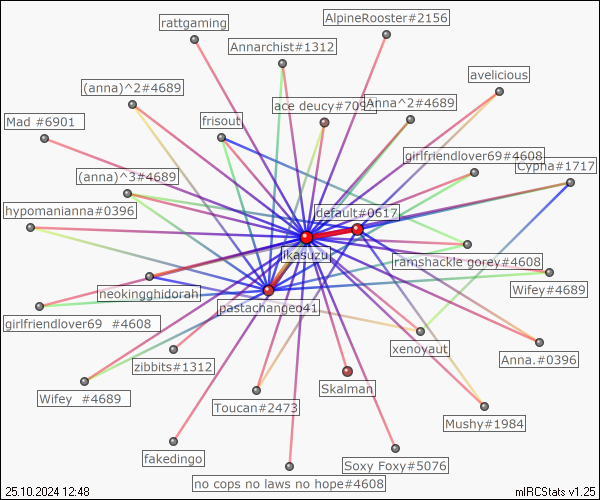 AlpineRooster#2156
rattgaming
Annarchist#1312
avelicious
(anna)^2#4689
ace deucy#709
Anna^2#4689
Mad #6901
frisout
girlfriendlover69#4608
Cypha#1717
(anna)^3#4689
hypomanianna#0396
default#0617
ikasuzu
ramshackle gorey#4608
neokingghidorah
Wifey#4689
pastachangeo41
girlfriendlover69 #4608
xenoyaut
zibbits#1312
Anna.#0396
Skalman
Wifey #4689
Toucan#2473
Mushy#1984
fakedingo
Soxy Foxy#5076
no cops no laws no hope#4608
25.10.2024 12:48
mIRCStats v1.25